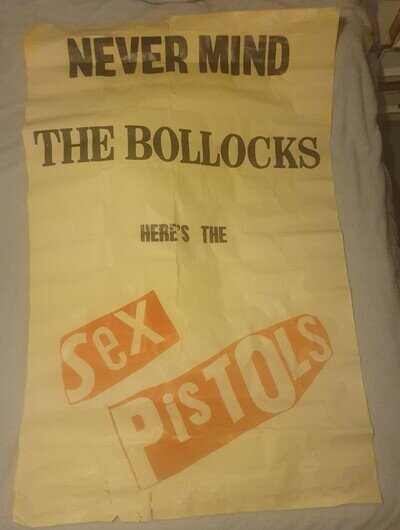 NEVER MIND
THE BOLLOCKS
HERE'S THE
Sex
PiSTOLS